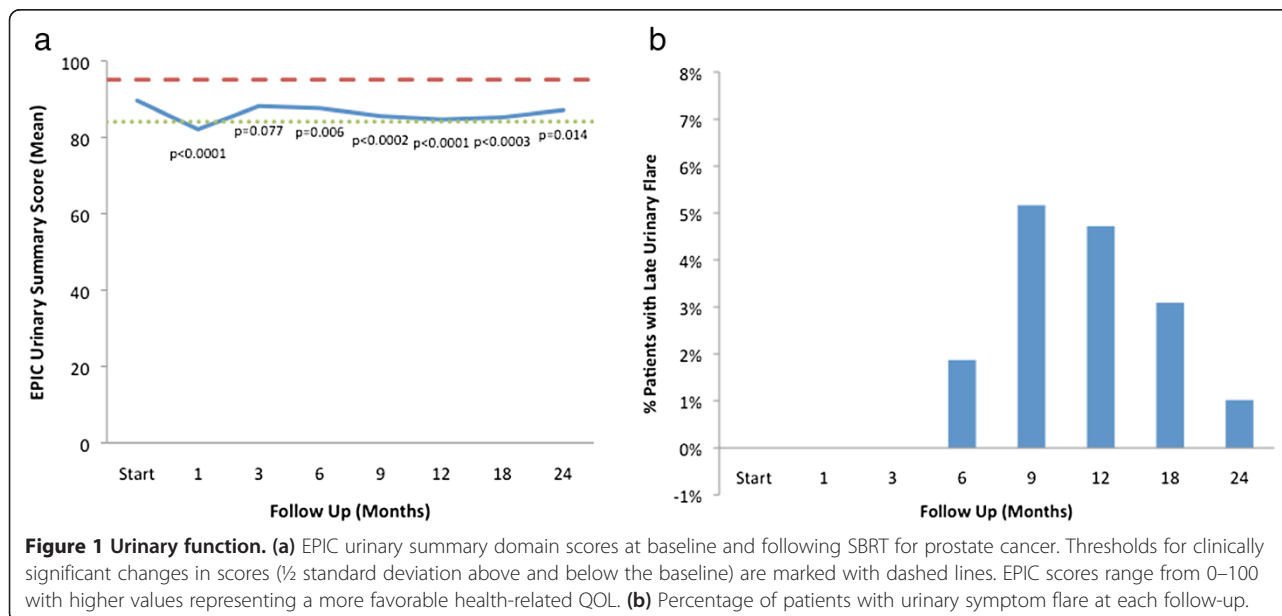 a
EPIC Urinary Summary Score (Mean)
100
80
60
40
20
0
p<0.0001
p=0.077
p=0.006
p<0.0002
p<0.0001
p<0.0003
p=0.014
Start 1 3 6 9 12 18 24
Follow Up (Months)
b
% Patients with Late Urinary Flare
8%
7%
6%
5%
4%
3%
2%
1%
0%
-1%
Start 1 3 6 9 12 18 24
Follow Up (Months)
Figure 1 Urinary function. (a) EPIC urinary summary domain scores at baseline and following SBRT for prostate cancer. Thresholds for clinically
significant changes in scores (½ standard deviation above and below the baseline) are marked with dashed lines. EPIC scores range from 0–100
with higher values representing a more favorable health-related QOL. (b) Percentage of patients with urinary symptom flare at each follow-up.